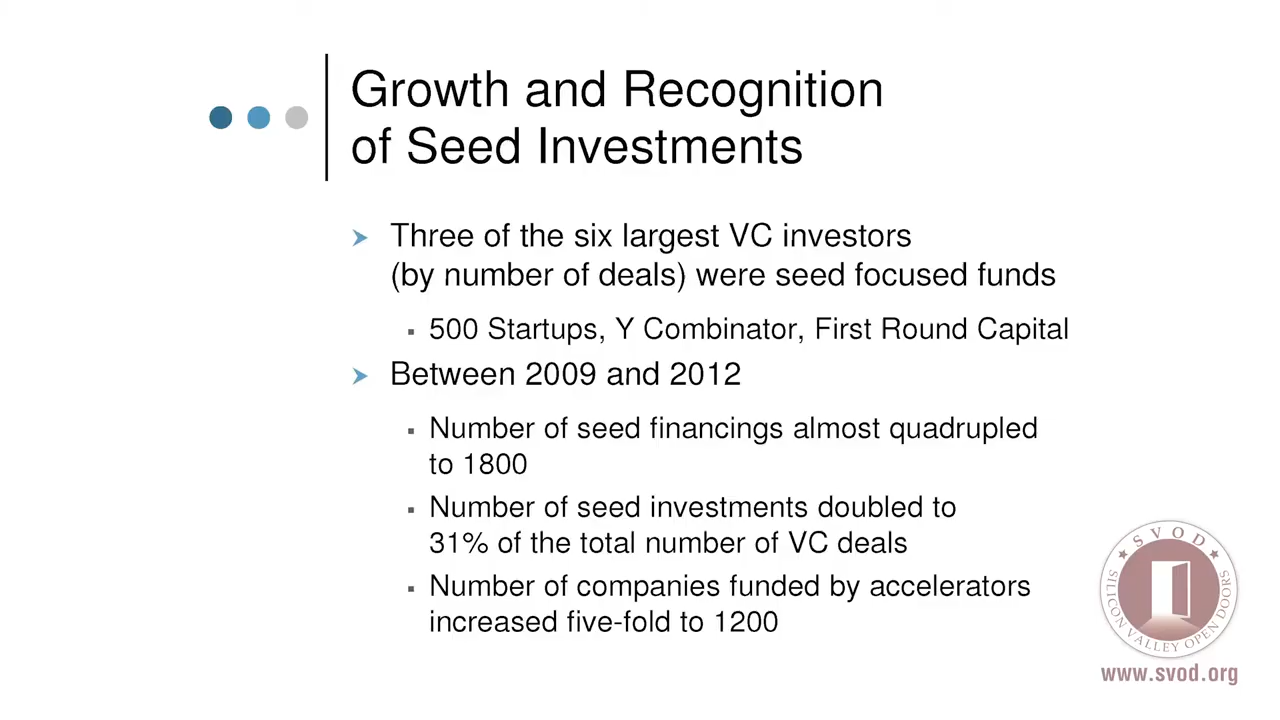 Growth and Recognition
of Seed Investments
Three of the six largest VC investors
(by number of deals) were seed focused funds
500 Startups, Y Combinator, First Round Capital
Between 2009 and 2012
Number of seed financings almost quadrupled
to 1800
Number of seed investments doubled to
31% of the total number of VC deals
Number of companies funded by accelerators
increased five-fold to 1200
SVOD
SILICON VALLEY OPEN DOORS
www.svod.org